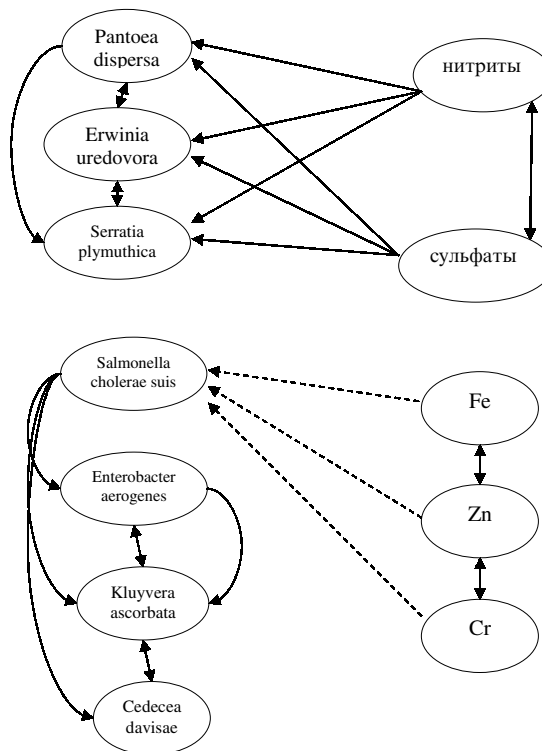 Pantoea
dispersa
нитриты
Erwinia
uredovora
Serratia
plymuthica
сульфаты
Salmonella
cholerae suis
Fe
Enterobacter
aerogenes
Zn
Kluyvera
ascorbata
Cr
Cedecea
davisae